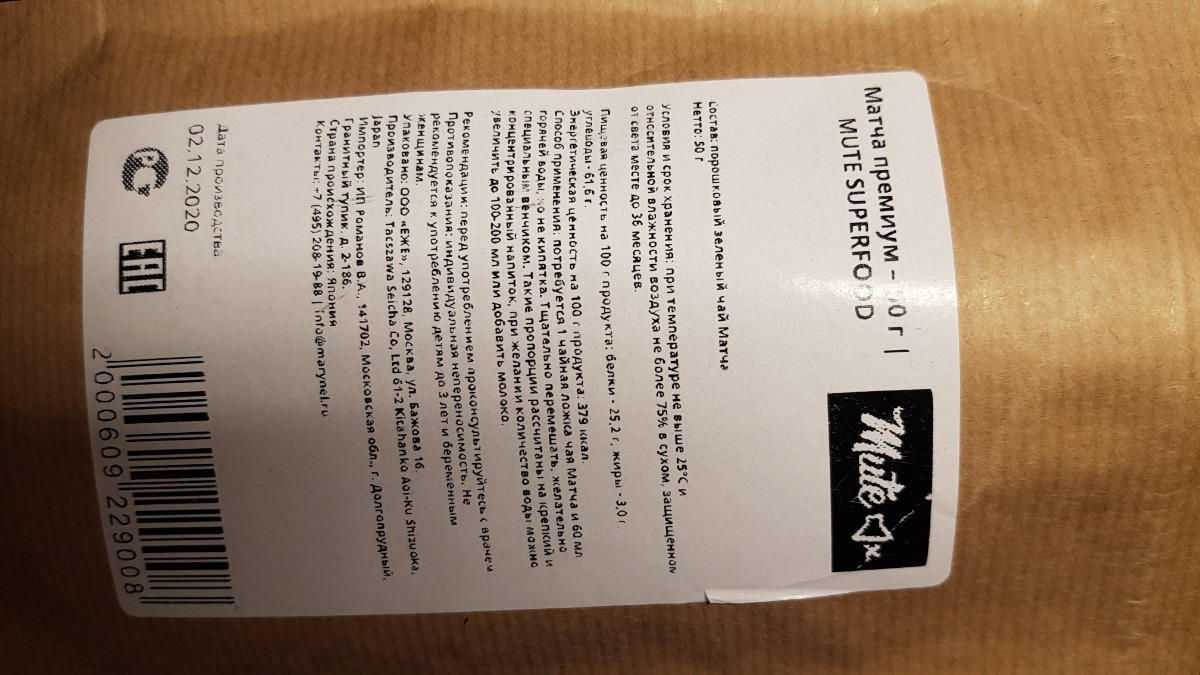 Матча премиум – 50 г |
MUTE SUPERFOOD
Mute
Состав: порошковый зеленый чай Матча
Нетто: 50 г
Условия и срок хранения: при температуре не выше 25°С и
относительной влажности воздуха не более 75% в сухом, защищенном
от света месте до 36 месяцев.
Пищевая ценность на 100 г продукта: белки - 25,2 г, жиры - 3,0 г,
углеводы - 61,6 г.
Энергетическая ценность на 100 г продукта: 379 ккал.
Способ применения: потребуется 1 чайная ложка чая Матча и 60 мл
горячей воды, но не кипятка. Тщательно перемешать, желательно
специальным венчиком. Такие пропорции рассчитаны на крепкий и
концентрированный напиток, при желании количество воды можно
увеличить до 100-200 мл или добавить молоко.
Рекомендации: перед употреблением проконсультируйтесь с врачем
Противопоказания: индивидуальная непереносимость. Не
рекомендуется к употреблению детям до 3 лет и беременным
женщинам.
Упаковано: ООО «ЕЖЕ», 129128, Москва, ул. Бажова 16.
Производитель: Tacszawa Seicha Co, Ltd 61-2 Kitahanko Aoi-Ku Shizuoka,
Japan
Импортер: ИП Романов В.А., 141702, Московская обл., г. Долгопрудный,
Гранитный тупик, д. 2-186.
Страна происхождения: Япония
Контакты: +7 (495) 208-19-88 | info@marynel.ru
Дата производства
02.12.2020
РС
EAC
2 000609 229008